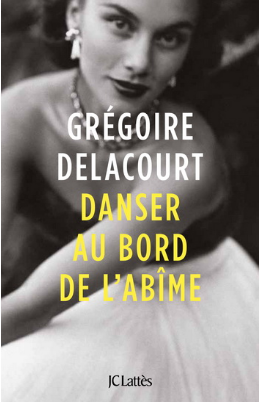 GRÉGOIRE
DELACOURT
DANSER
AU BORD
DE L'ABÎME
JC Lattès